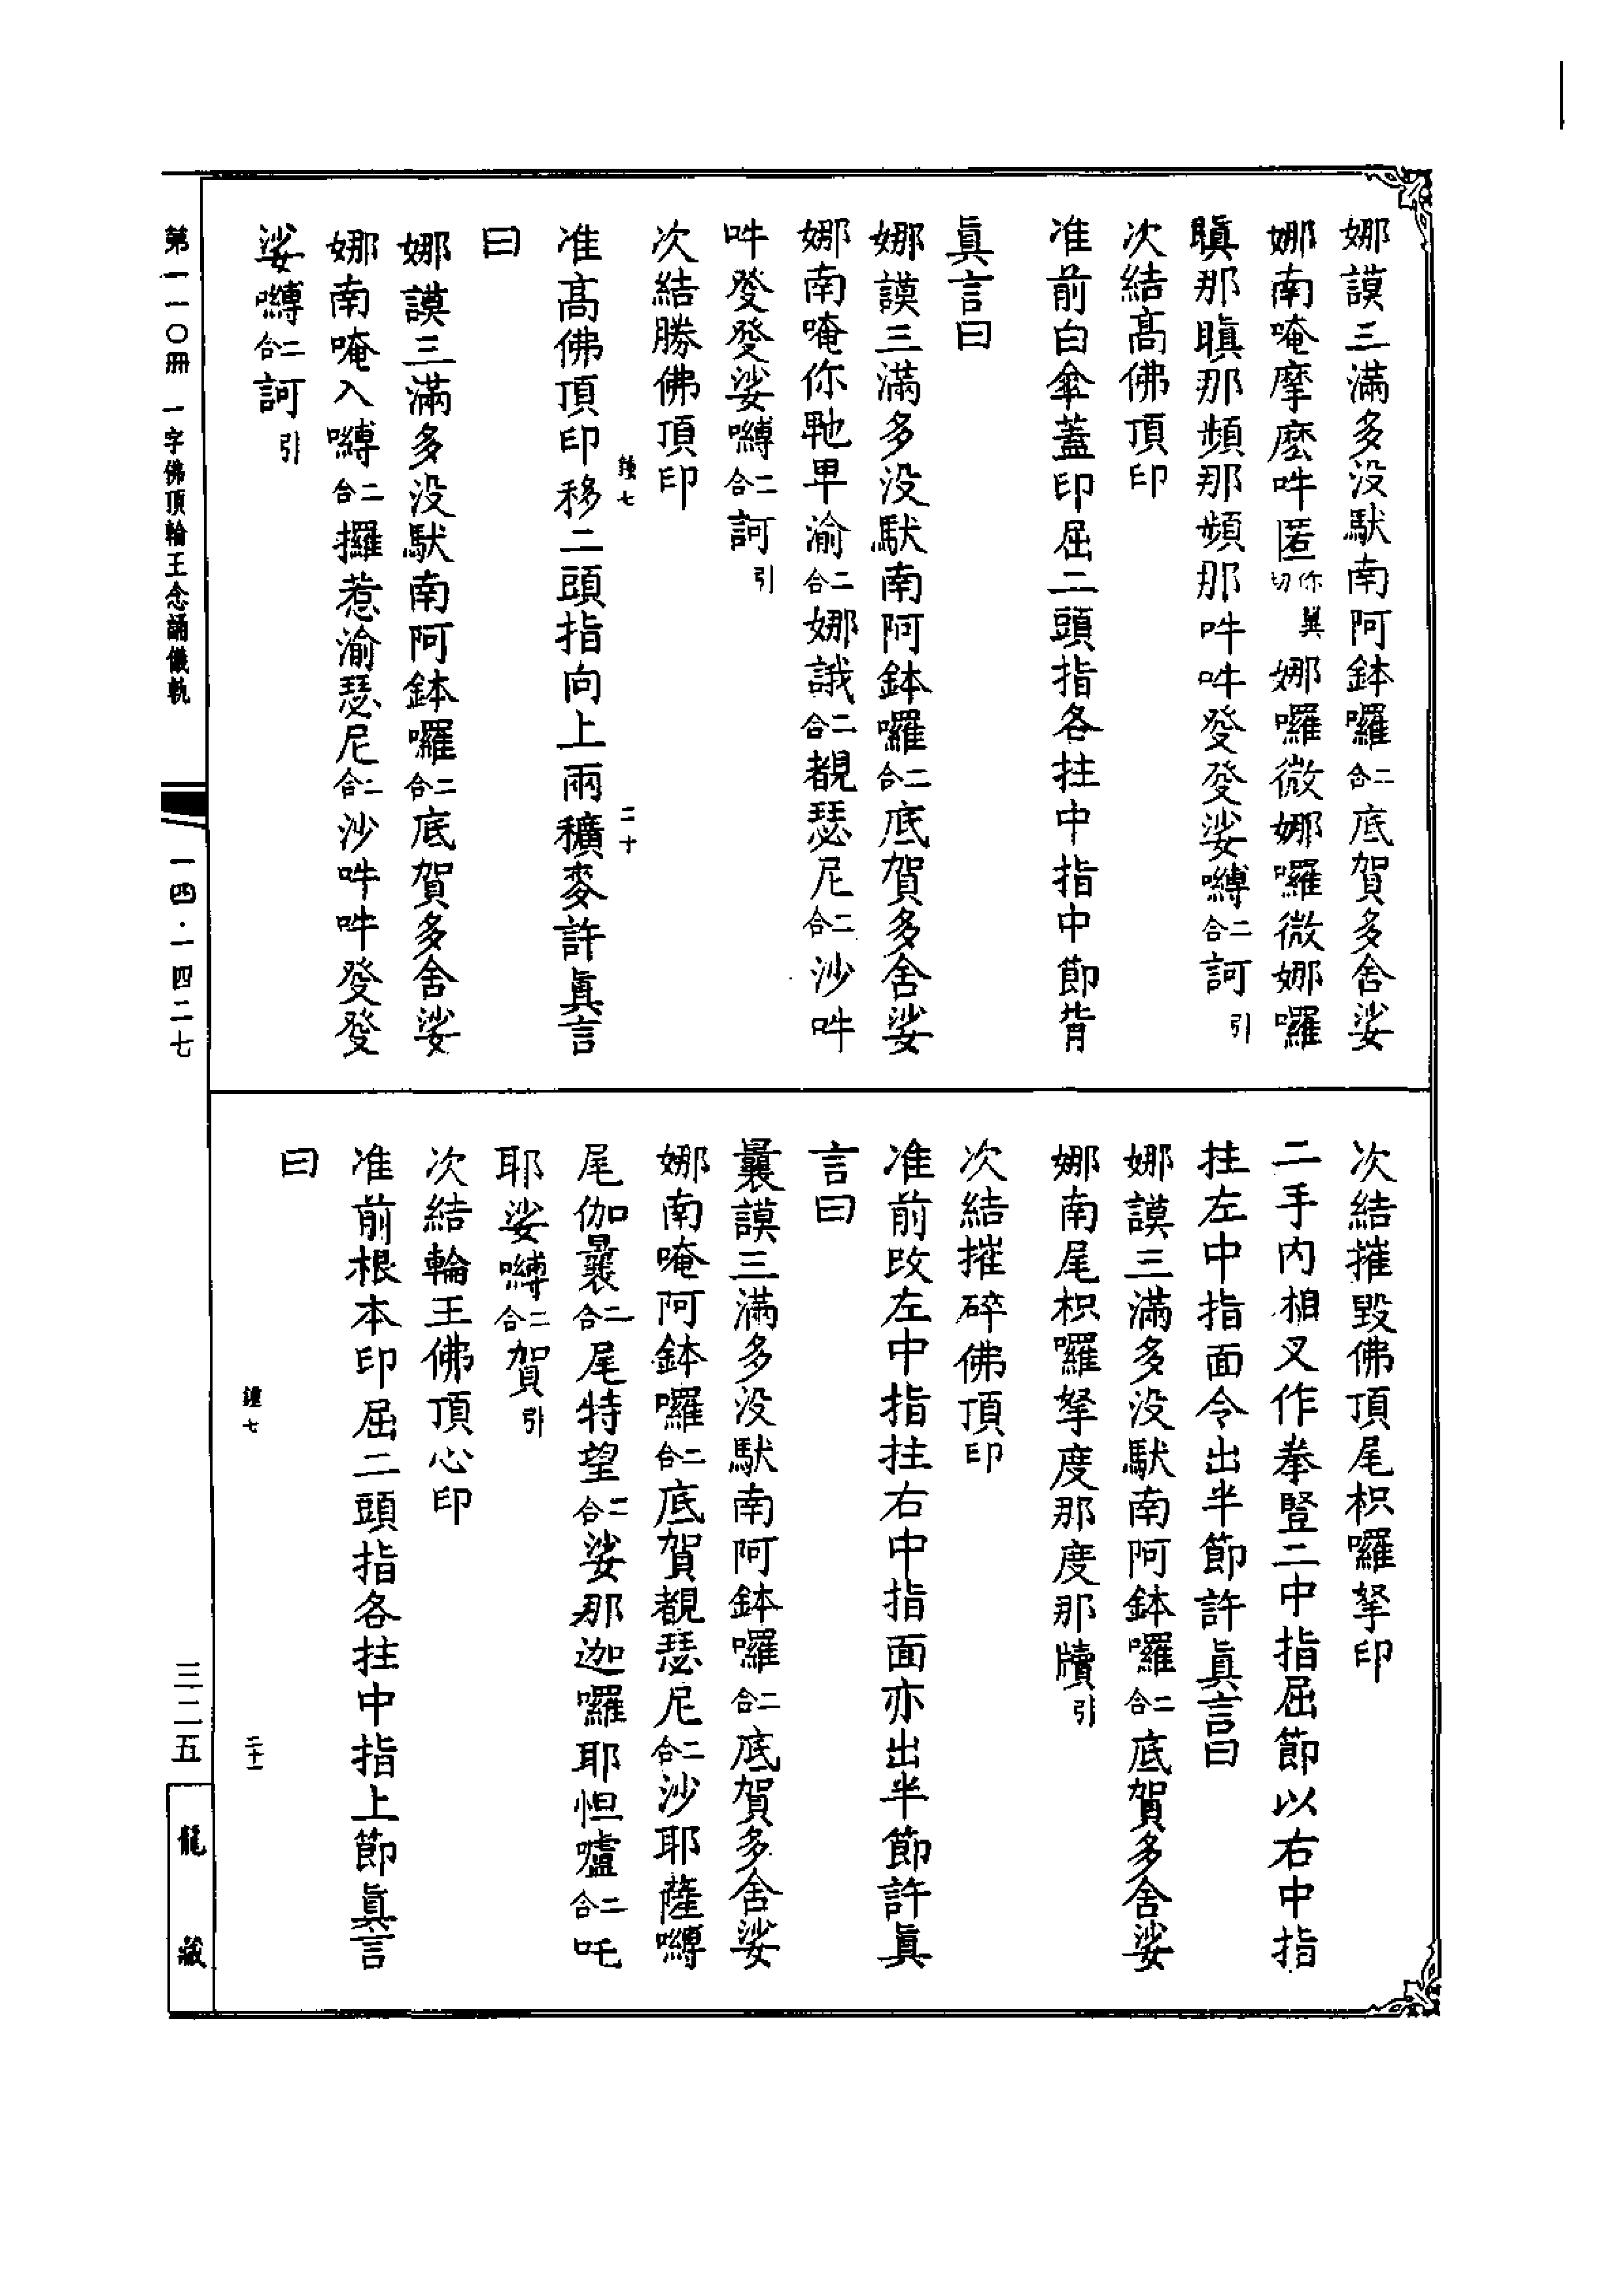 娜謨三滿多没馱南阿鉢囉二合底賀多舍娑
娜南唵摩麼吽匿你翼切娜囉微娜囉微娜囉
瞋那瞋那頻那頻那吽吽發發娑嚩二合訶引
次結髙佛頂印
准前白傘蓋印屈二頭指各拄中指中節背
眞言曰
娜謨三滿多没馱南阿鉢囉二合底賀多舍娑
娜南唵你馳早渝二合娜誐二合覩瑟尼二合沙吽
吽發發娑嚩二合訶引
次結勝佛頂印
鍾七 二十
准髙佛頂印移二頭指向上兩穬麥許眞言
曰
娜謨三滿多没馱南阿鉢囉二合底賀多舍娑
娜南唵入嚩二合攞惹渝瑟尼二合沙吽吽發發
娑嚩二合訶引
次結摧毀佛頂尾枳囉拏印
二手内相叉作拳豎二中指屈節以右中指
拄左中指面令出半節許眞言曰
娜謨三滿多没馱南阿鉢囉二合底賀多舍娑
娜南尾枳囉拏度那度那牘引
次結摧碎佛頂印
准前改左中指拄右中指面亦出半節許眞
言曰
曩謨三滿多没馱南阿鉢囉二合底賀多舍娑
娜南唵阿鉢囉二合底賀覩瑟尼二合沙耶薩嚩
尾伽曩二合尾特望二合娑那迦囉耶怛嚧二合吒
耶娑嚩二合賀引
次結輪王佛頂心印
准前根本印屈二頭指各拄中指上節眞言
曰
鍾七 二十一
第一一〇冊 一字佛頂輪王念誦儀軌
一四·一四二七
三二五
龍藏